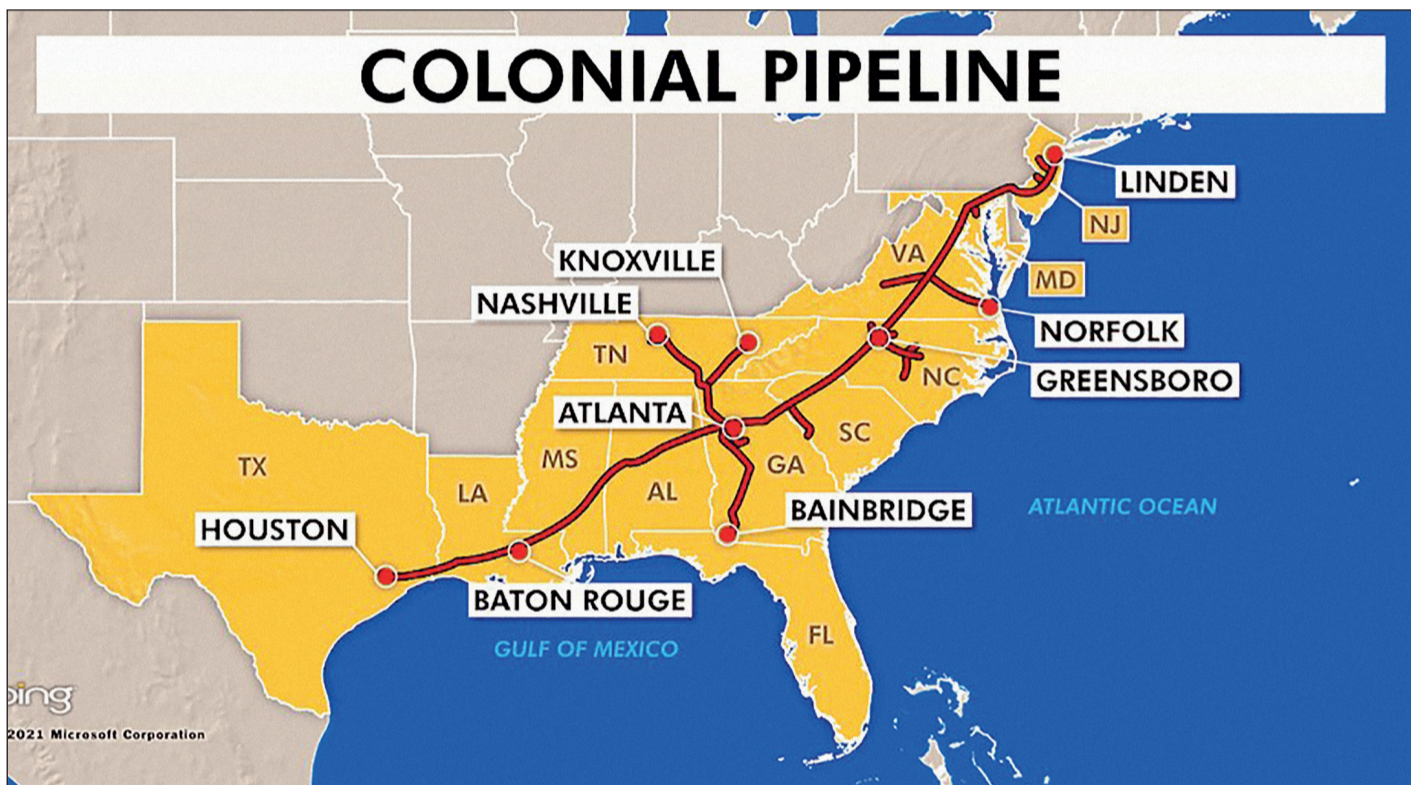 COLONIAL PIPELINE
LINDEN
NJ
KNOXVILLE
VA
MD
NASHVILLE
NORFOLK
TN
GREENSBORO
NC
ATLANTA
SC
MS
GA
TX
LA
AL
BAINBRIDGE
ATLANTIC OCEAN
HOUSTON
BATON ROUGE
FL
GULF OF MEXICO
bing
2021 Microsoft Corporation